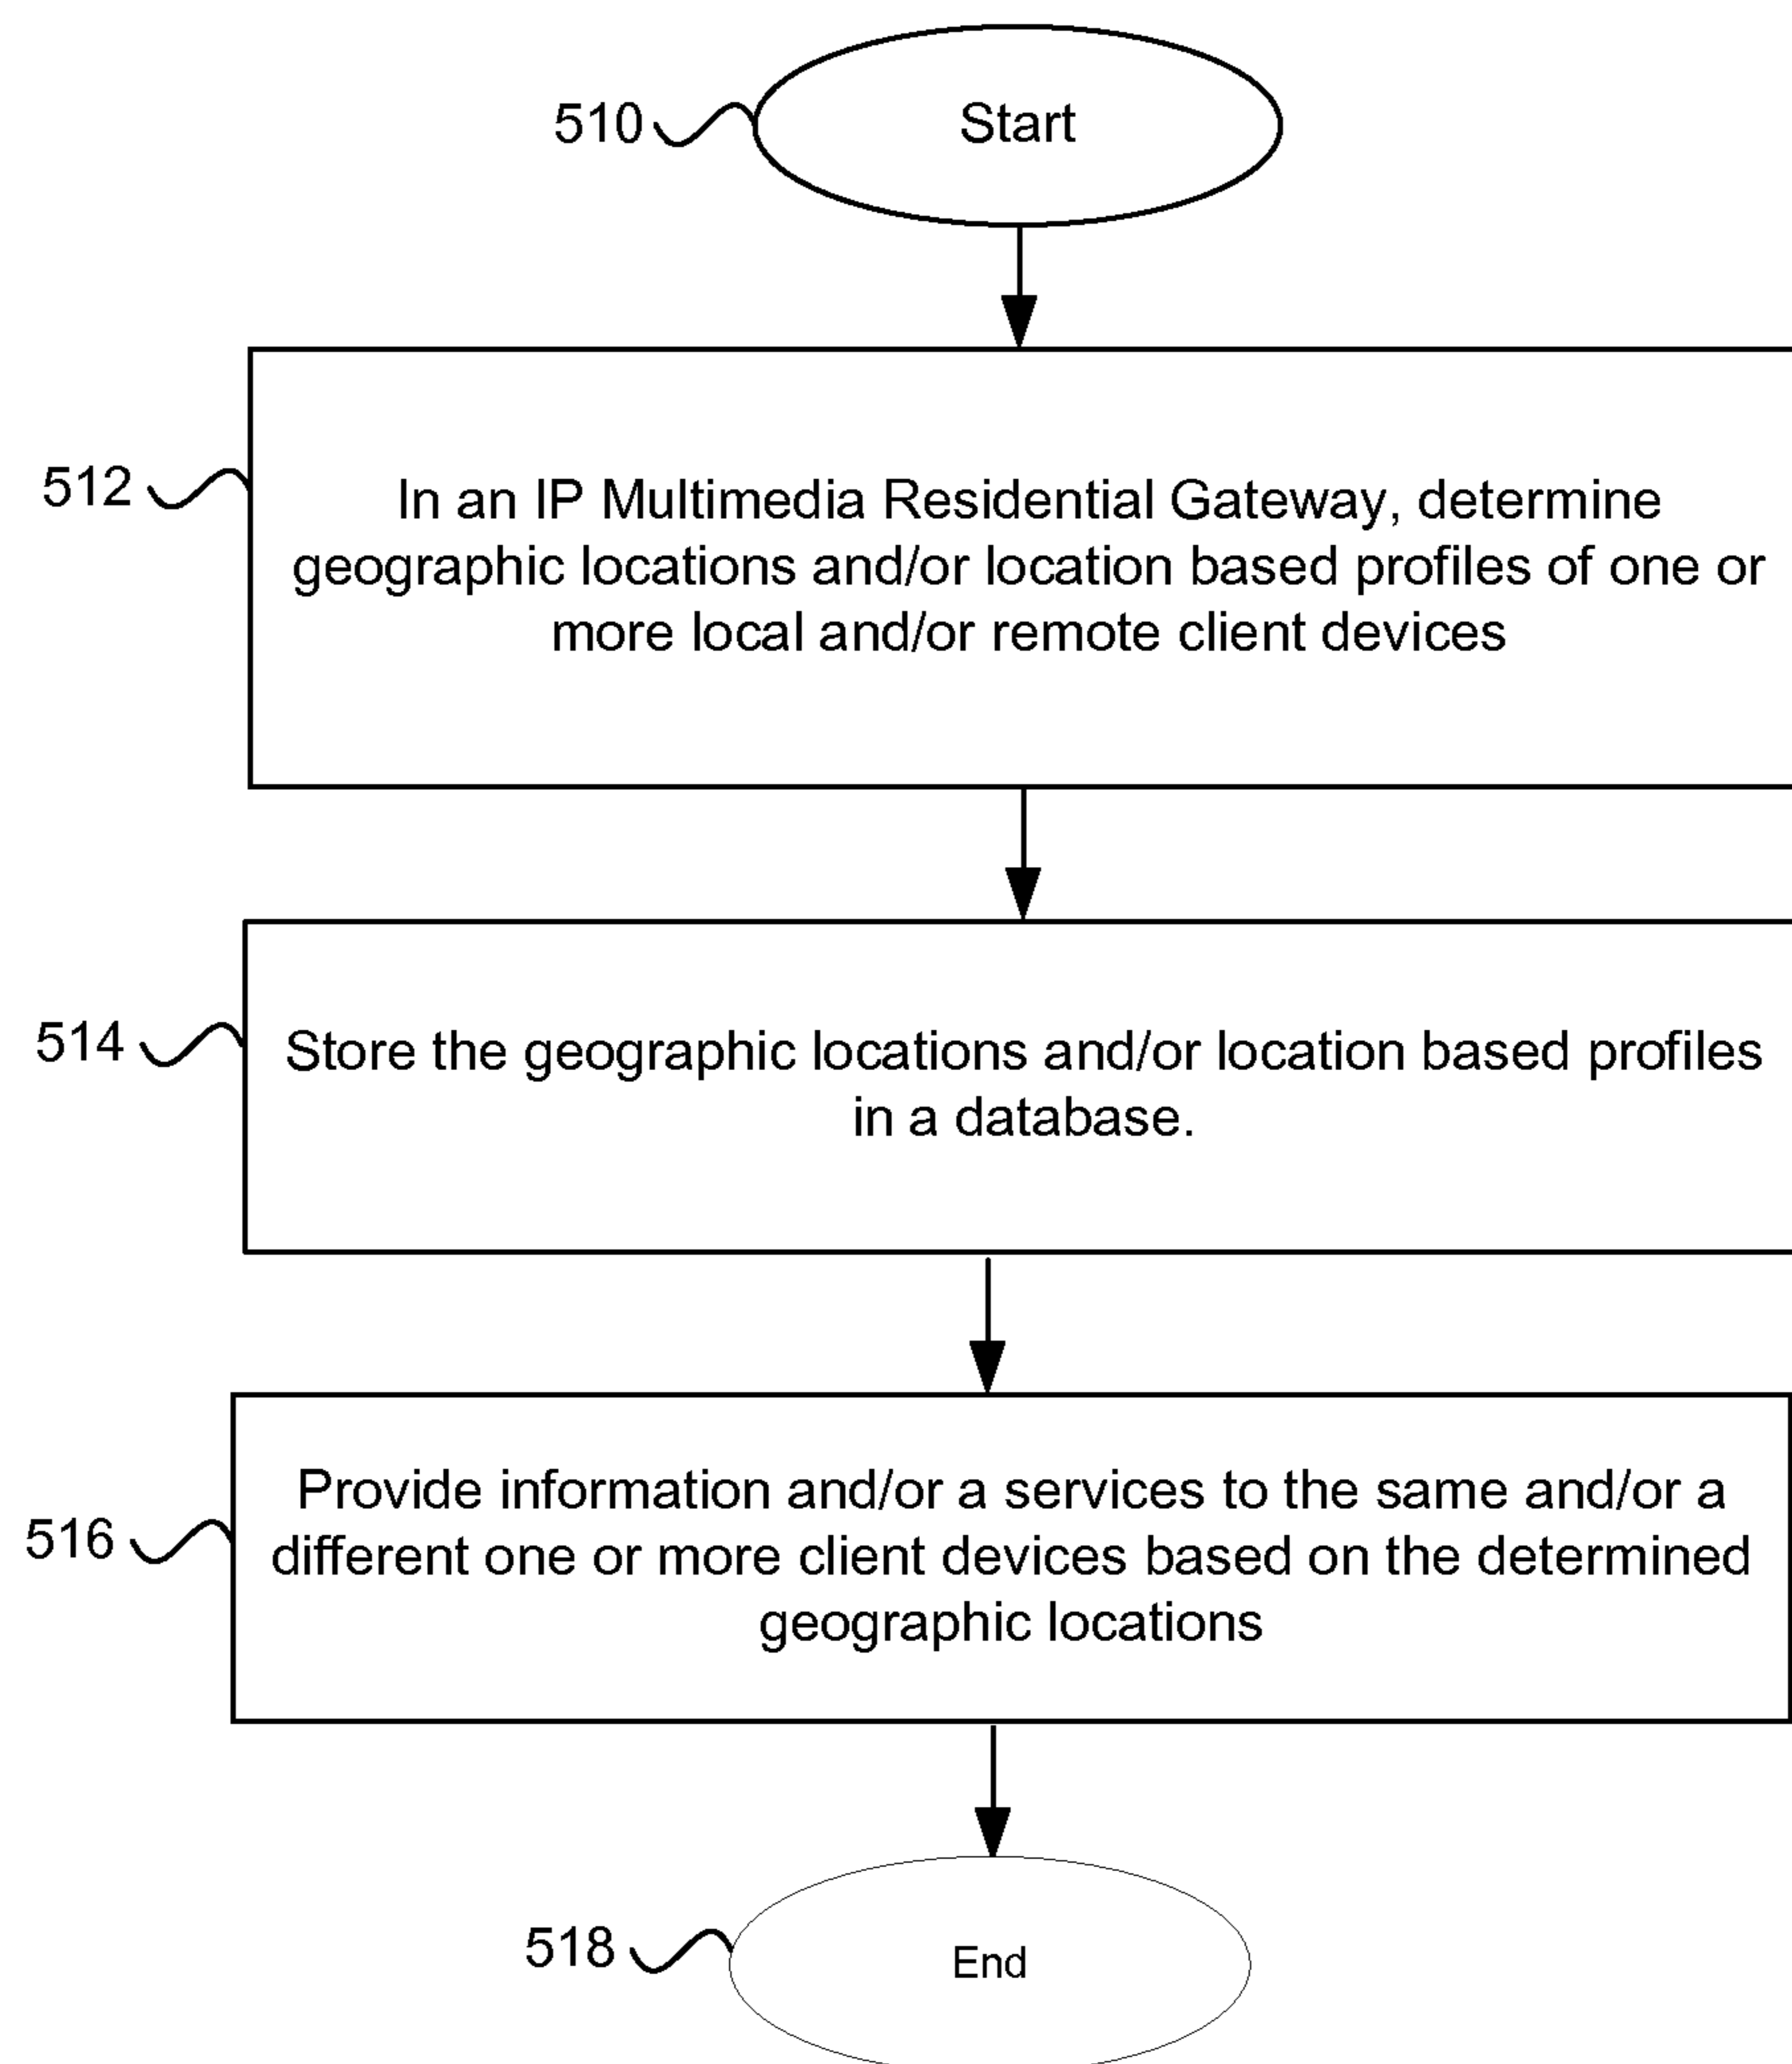 510
Start
512
In an IP Multimedia Residential Gateway, determine
geographic locations and/or location based profiles of one or
more local and/or remote client devices
514
Store the geographic locations and/or location based profiles
in a database.
516
Provide information and/or a services to the same and/or a
different one or more client devices based on the determined
geographic locations
518
End